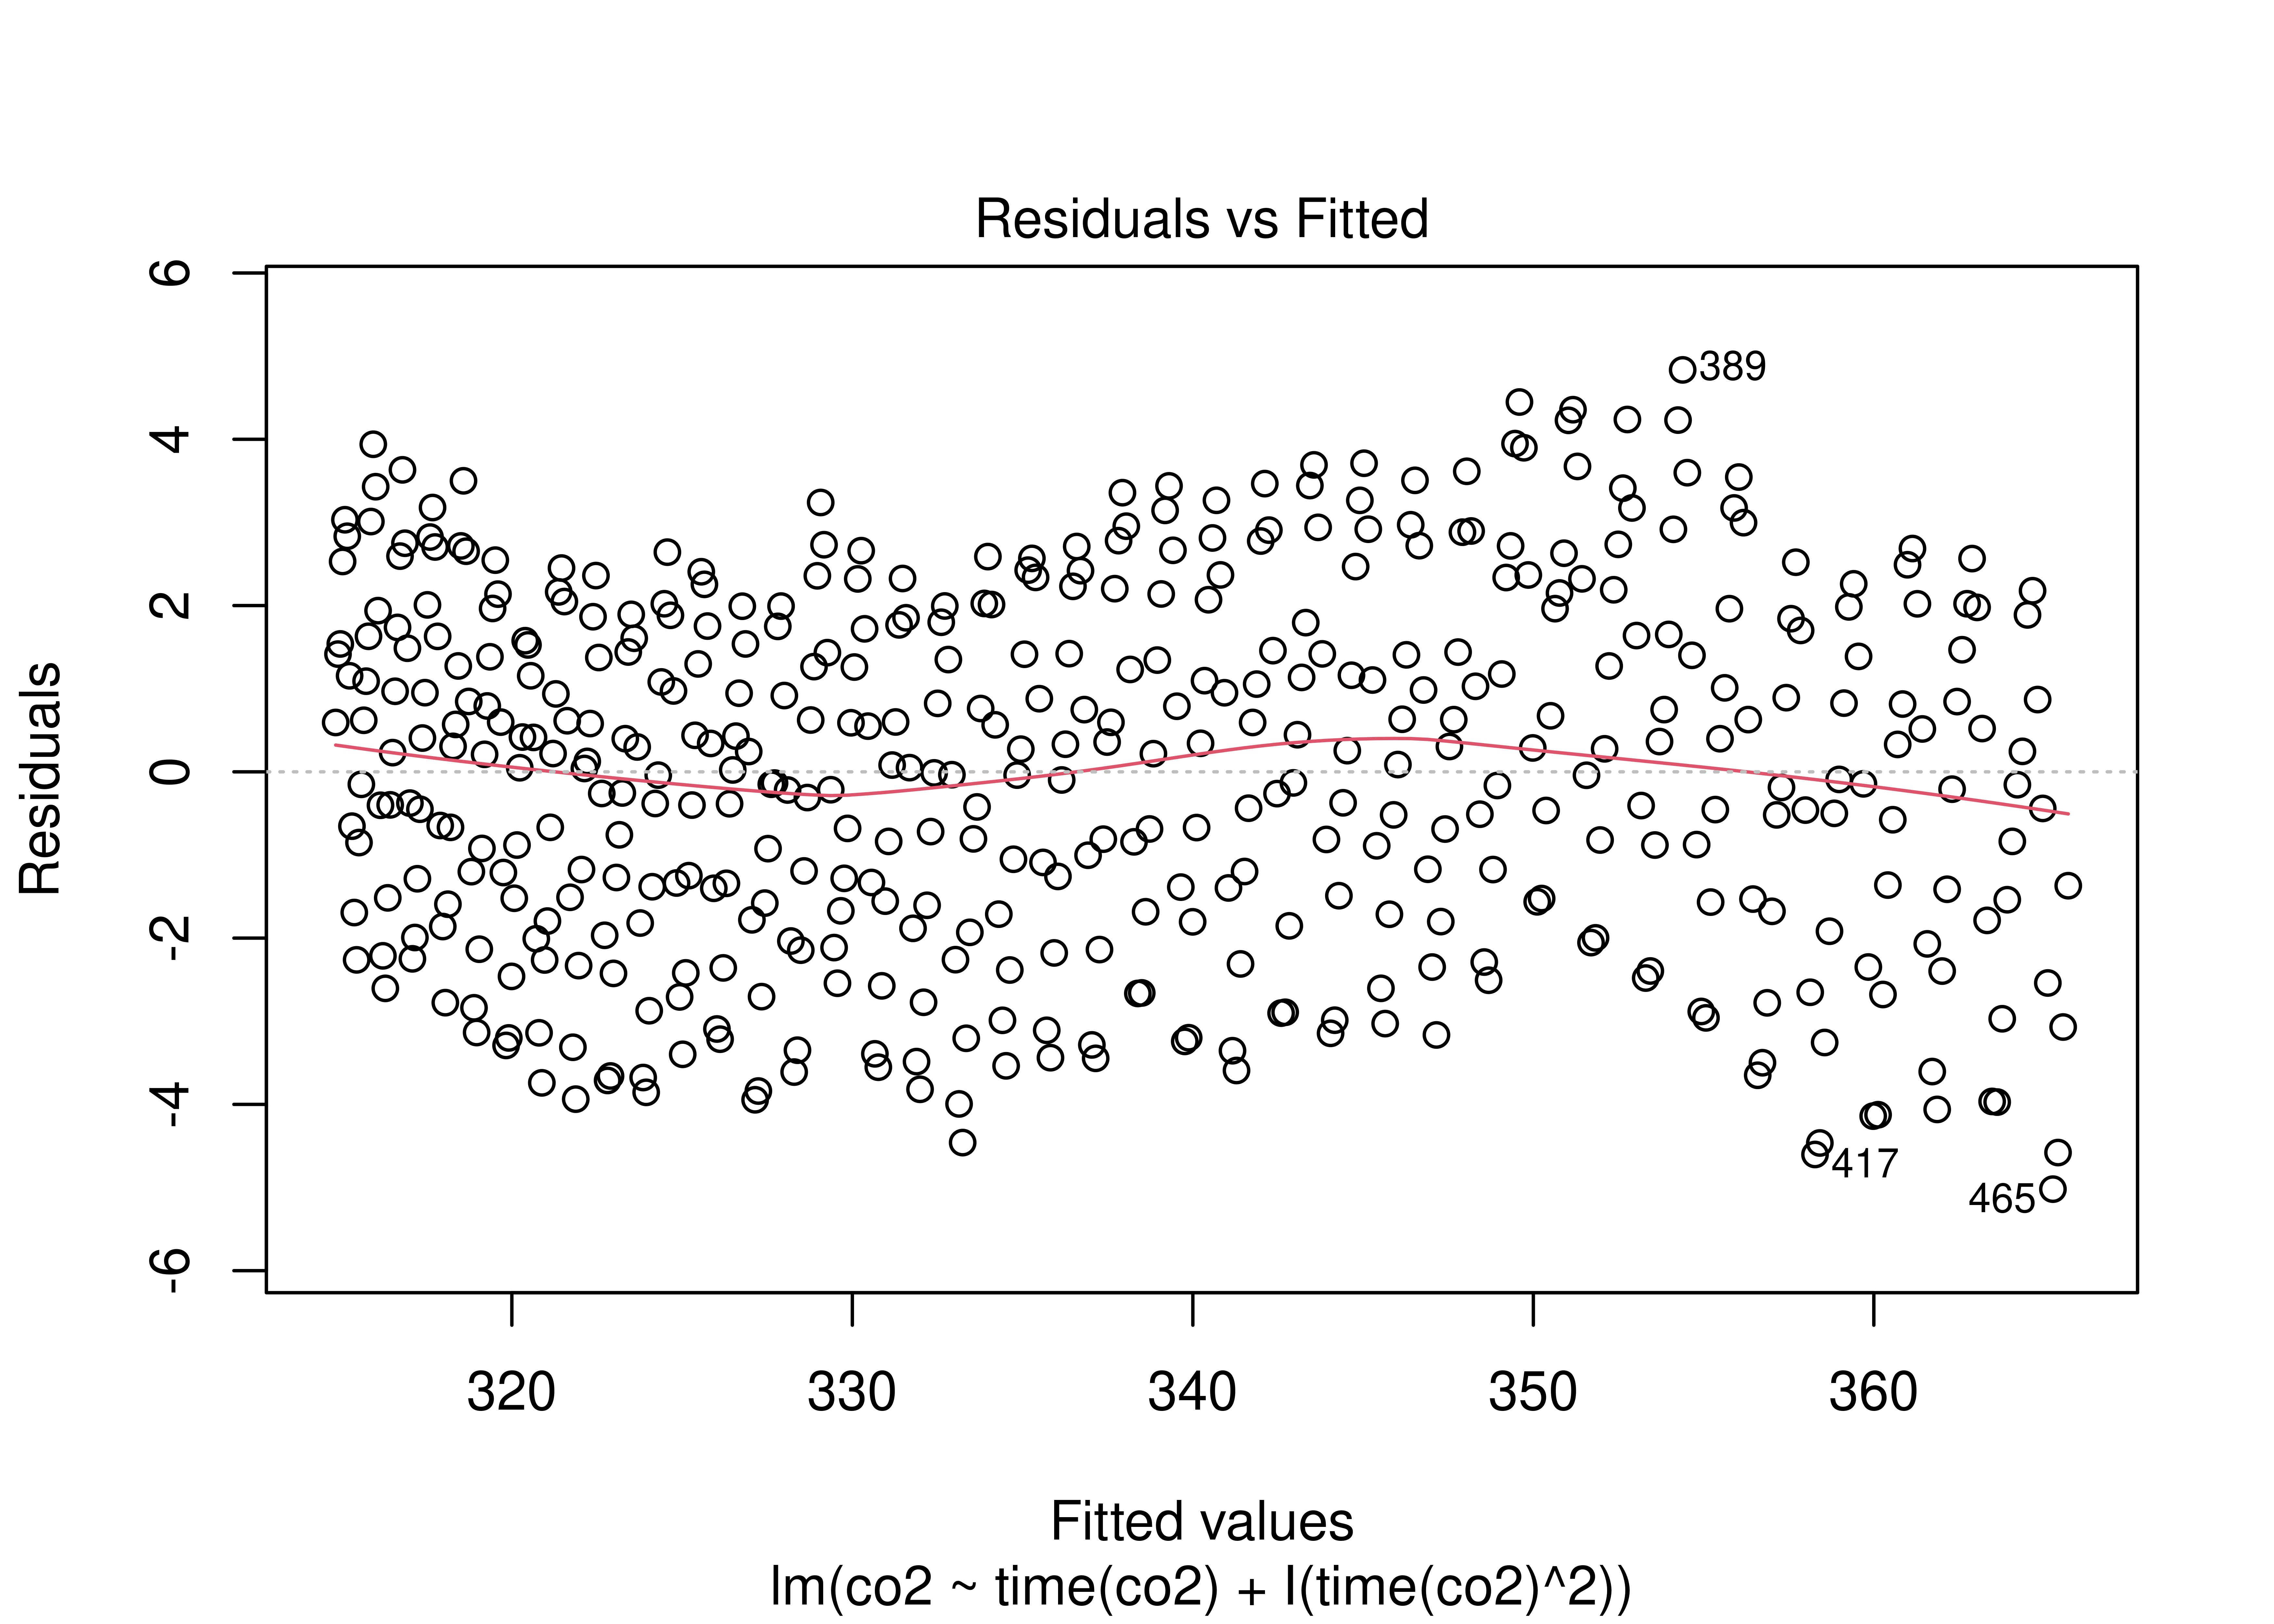 Residuals vs Fitted
6
4
2
0
-2
-4
-6
Residuals
389
417
465
320 330 340 350 360
Fitted values
lm(co2 ~ time(co2) + I(time(co2)^2))